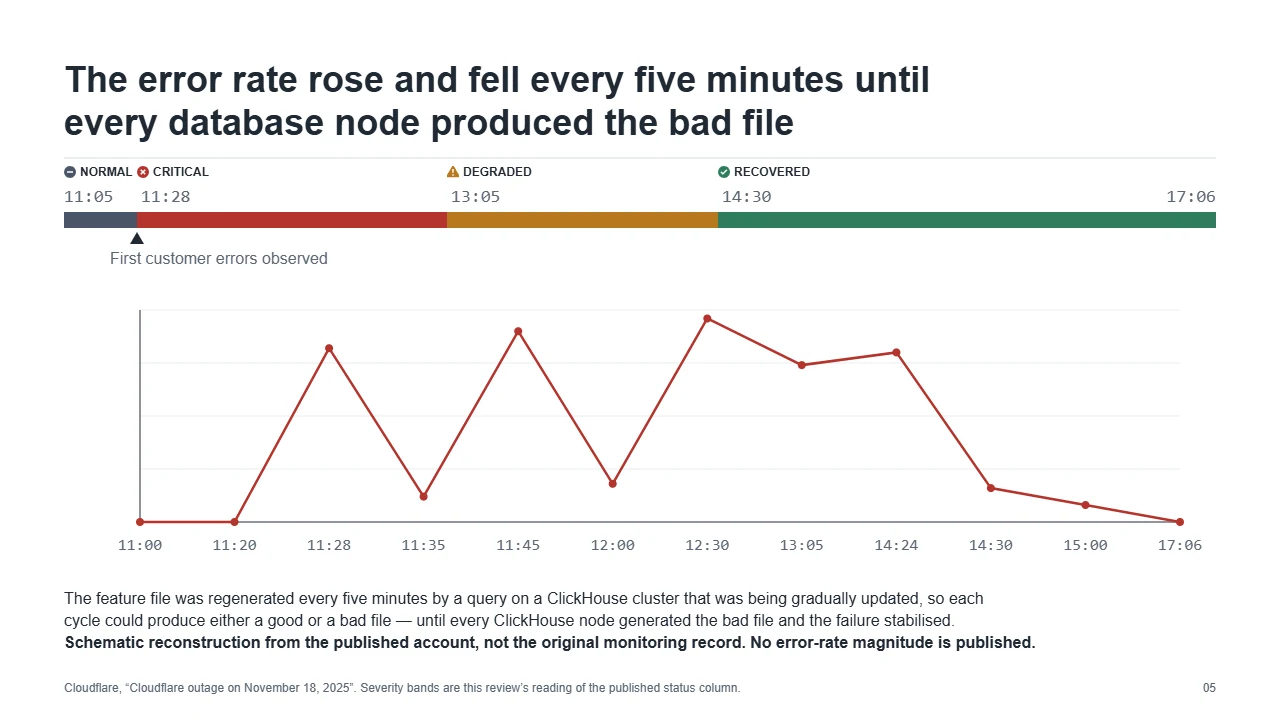 The error rate rose and fell every five minutes until
every database node produced the bad file
NORMAL CRITICAL DEGRADED RECOVERED
11:05 11:28 13:05 14:30 17:06
First customer errors observed
11:00 11:20 11:28 11:35 11:45 12:00 12:30 13:05 14:24 14:30 15:00 17:06
The feature file was regenerated every five minutes by a query on a ClickHouse cluster that was being gradually updated, so each
cycle could produce either a good or a bad file — until every ClickHouse node generated the bad file and the failure stabilised.
Schematic reconstruction from the published account, not the original monitoring record. No error-rate magnitude is published.
Cloudflare, “Cloudflare outage on November 18, 2025”. Severity bands are this review’s reading of the published status column. 05